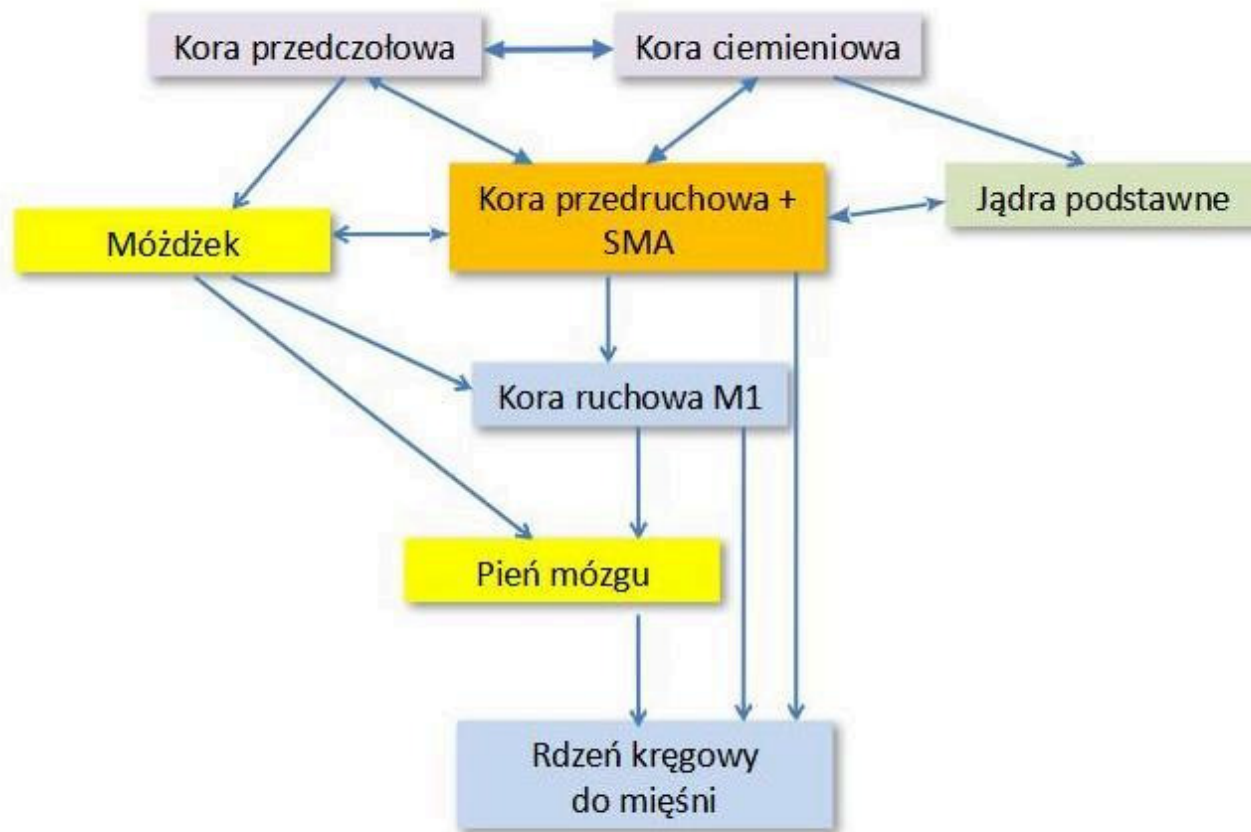 Kora przedczołowa
Kora ciemieniowa
Kora przedruchowa +
SMA
Jądra podstawne
Móżdżek
Kora ruchowa M1
Pień mózgu
Rdzeń kręgowy
do mięśni